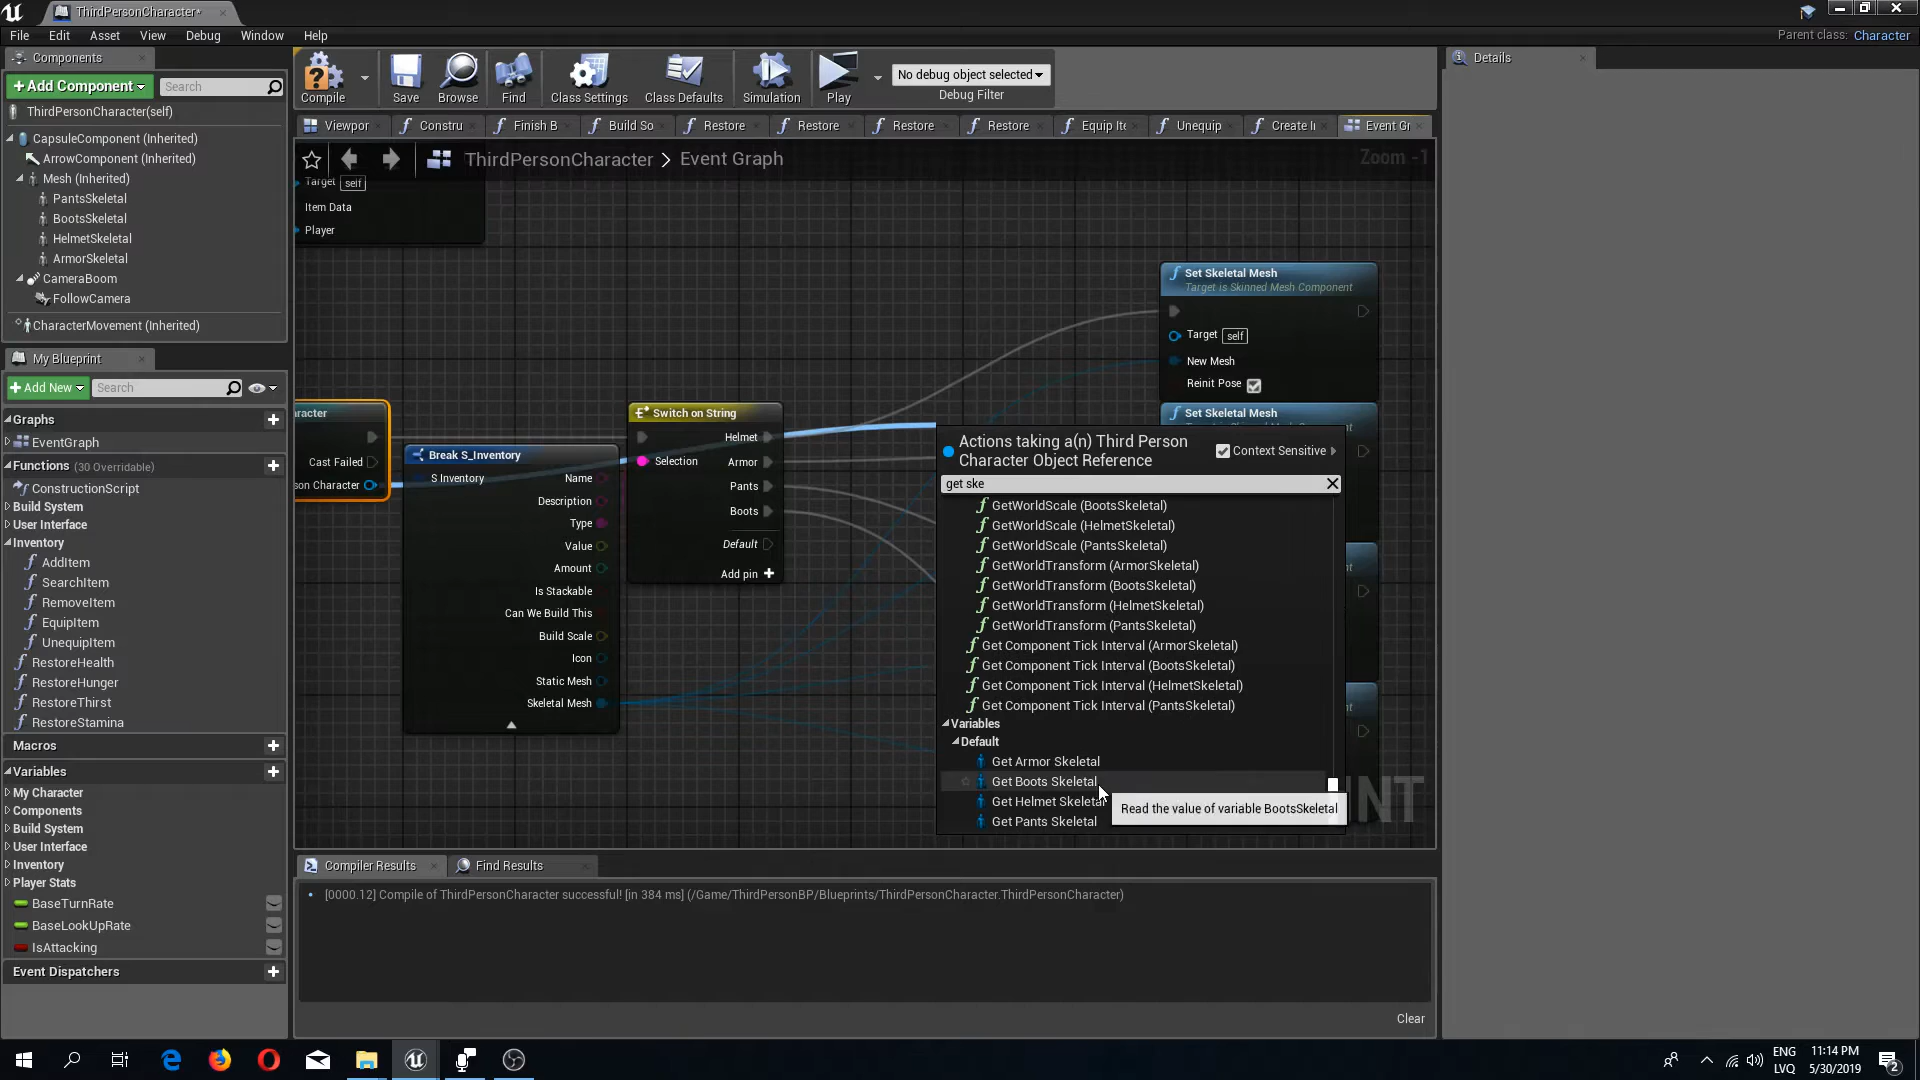 ThirdPersonCharacter*
File Edit Asset View Debug Window Help
Parent class: Character
Components
+Add Component
Search
ThirdPersonCharacter(self)
CapsuleComponent (Inherited)
ArrowComponent (Inherited)
Mesh (Inherited)
PantsSkeletal
BootsSkeletal
HelmetSkeletal
ArmorSkeletal
CameraBoom
FollowCamera
CharacterMovement (Inherited)
My Blueprint
+Add New
Search
Graphs
EventGraph
Functions (30 Overridable)
ConstructionScript
Build System
User Interface
Inventory
AddItem
SearchItem
RemoveItem
EquipItem
UnequipItem
RestoreHealth
RestoreHunger
RestoreThirst
RestoreStamina
Macros
Variables
My Character
Components
Build System
User Interface
Inventory
Player Stats
BaseTurnRate
BaseLookUpRate
IsAttacking
Event Dispatchers
Compile Save Browse Find Class Settings Class Defaults Simulation Play
No debug object selected
Debug Filter
Viewpor Constru Finish B Build So Restore Restore Restore Restore Equip Ite Unequip Create I Event Gr
ThirdPersonCharacter > Event Graph
Zoom -1
Target self
Item Data
Player
aracter
Cast Failed
son Character
Break S_Inventory
S Inventory
Name
Description
Type
Value
Amount
Is Stackable
Can We Build This
Build Scale
Icon
Static Mesh
Skeletal Mesh
Switch on String
Selection
Helmet
Armor
Pants
Boots
Default
Add pin +
Set Skeletal Mesh
Target is Skinned Mesh Component
Target self
New Mesh
Reinit Pose
Set Skeletal Mesh
Actions taking a(n) Third Person
Character Object Reference
Context Sensitive
get ske
GetWorldScale (BootsSkeletal)
GetWorldScale (HelmetSkeletal)
GetWorldScale (PantsSkeletal)
GetWorldTransform (ArmorSkeletal)
GetWorldTransform (BootsSkeletal)
GetWorldTransform (HelmetSkeletal)
GetWorldTransform (PantsSkeletal)
Get Component Tick Interval (ArmorSkeletal)
Get Component Tick Interval (BootsSkeletal)
Get Component Tick Interval (HelmetSkeletal)
Get Component Tick Interval (PantsSkeletal)
Variables
Default
Get Armor Skeletal
Get Boots Skeletal
Get Helmet Skeletal
Get Pants Skeletal
Read the value of variable BootsSkeletal
NT
Compiler Results
Find Results
[0000.12] Compile of ThirdPersonCharacter successful! [in 384 ms] (/Game/ThirdPersonBP/Blueprints/ThirdPersonCharacter.ThirdPersonCharacter)
Clear
Details
ENG
LVQ
11:14 PM
5/30/2019
2